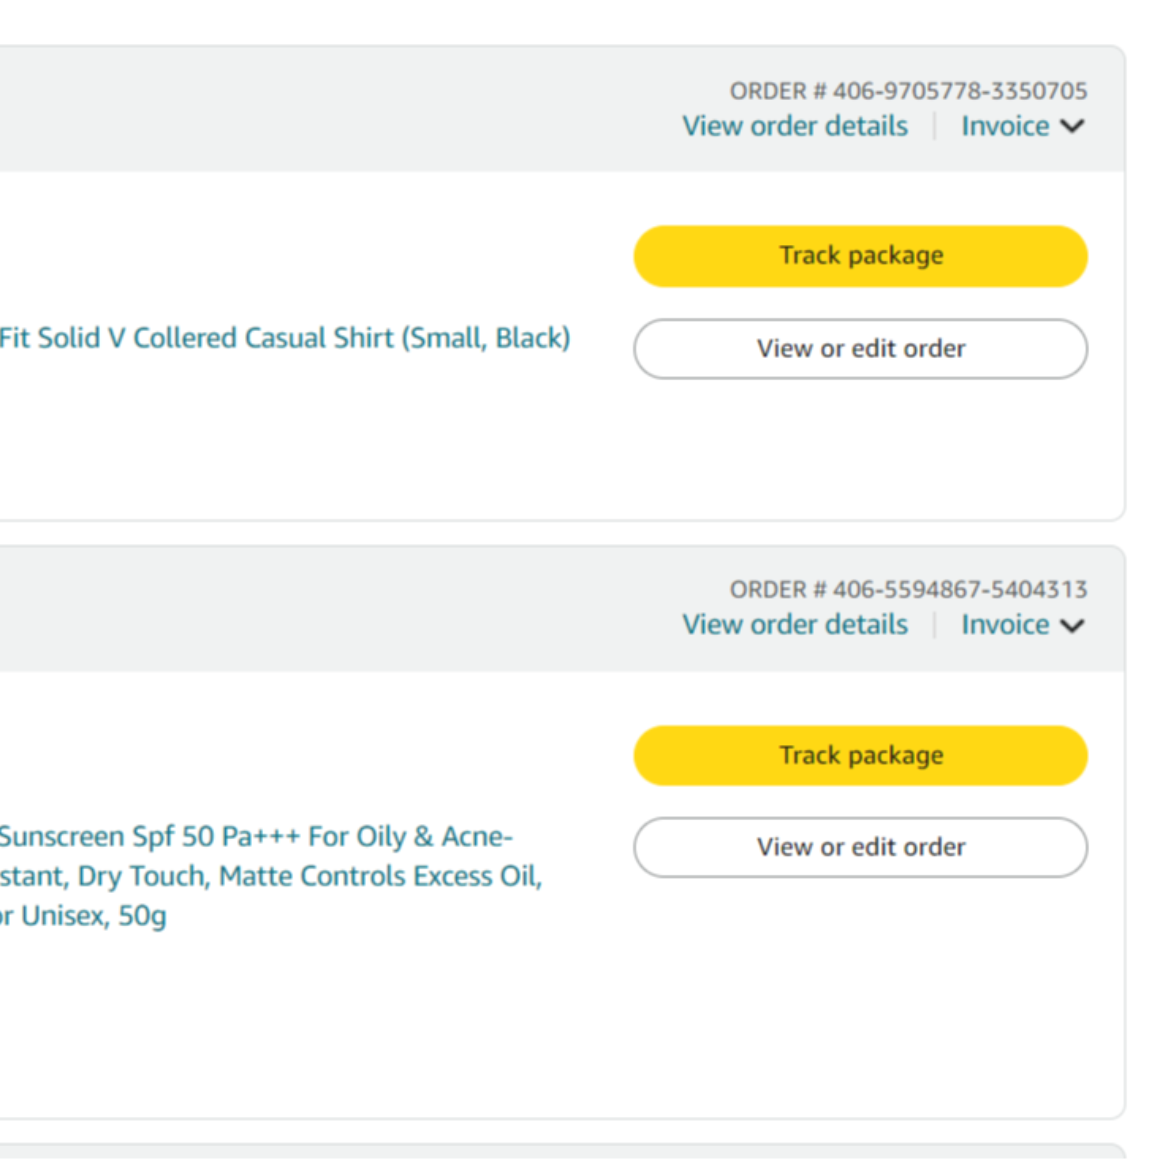 ORDER # 406-9705778-3350705
View order details | Invoice
Track package
Fit Solid V Collered Casual Shirt (Small, Black)
View or edit order
ORDER # 406-5594867-5404313
View order details | Invoice
Track package
Sunscreen Spf 50 Pa+++ For Oily & Acne-
View or edit order
stant, Dry Touch, Matte Controls Excess Oil,
or Unisex, 50g